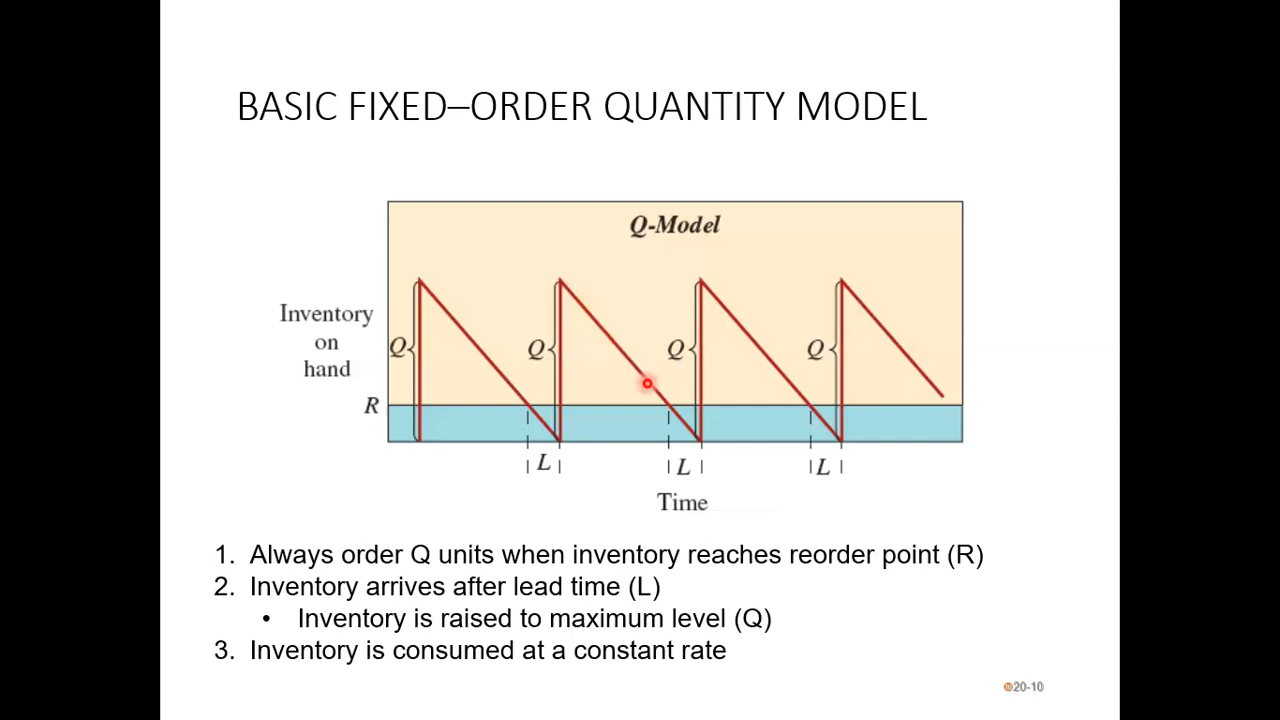 BASIC FIXED–ORDER QUANTITY MODEL
Q-Model
Inventory
on
hand
Q
Q
Q
Q
R
L
L
L
Time
1. Always order Q units when inventory reaches reorder point (R)
2. Inventory arrives after lead time (L)
• Inventory is raised to maximum level (Q)
3. Inventory is consumed at a constant rate
20-10